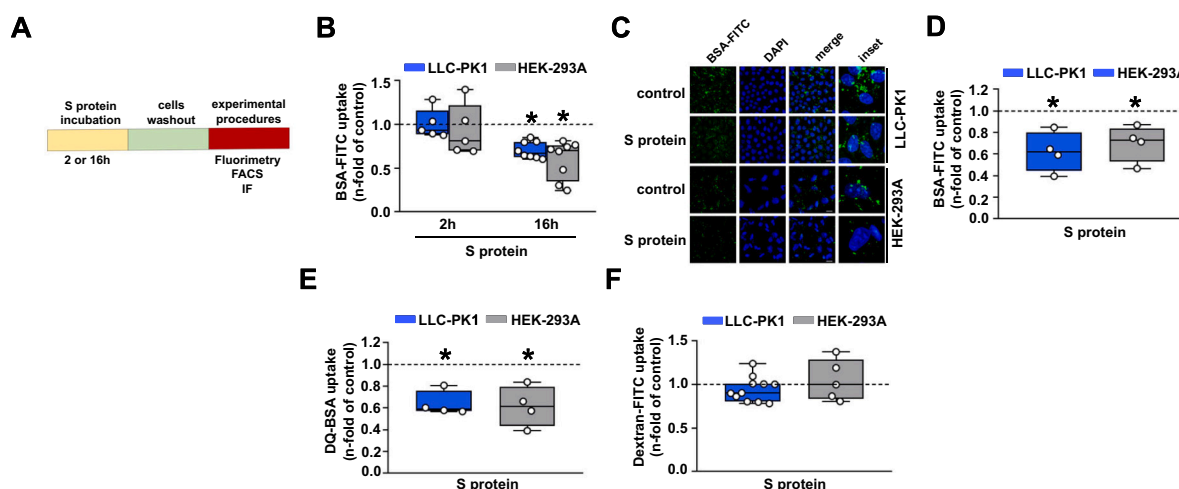 A
S protein
incubation
cells
washout
experimental
procedures
2 or 16h
Fluorimetry
FACS
IF
B
LLC-PK1
HEK-293A
BSA-FITC uptake
(n-fold of control)
1.5
1.0
0.5
0.0
* *
2h
16h
S protein
C
BSA-FITC
DAPI
merge
inset
control
S protein
control
S protein
LLC-PK1
HEK-293A
D
LLC-PK1
HEK-293A
BSA-FITC uptake
(n-fold of control)
1.2
1.0
0.8
0.6
0.4
0.2
0.0
* *
S protein
E
LLC-PK1
HEK-293A
DQ-BSA uptake
(n-fold of control)
1.2
1.0
0.8
0.6
0.4
0.2
0.0
* *
S protein
F
LLC-PK1
HEK-293A
Dextran-FITC uptake
(n-fold of control)
1.5
1.0
0.5
0.0
S protein